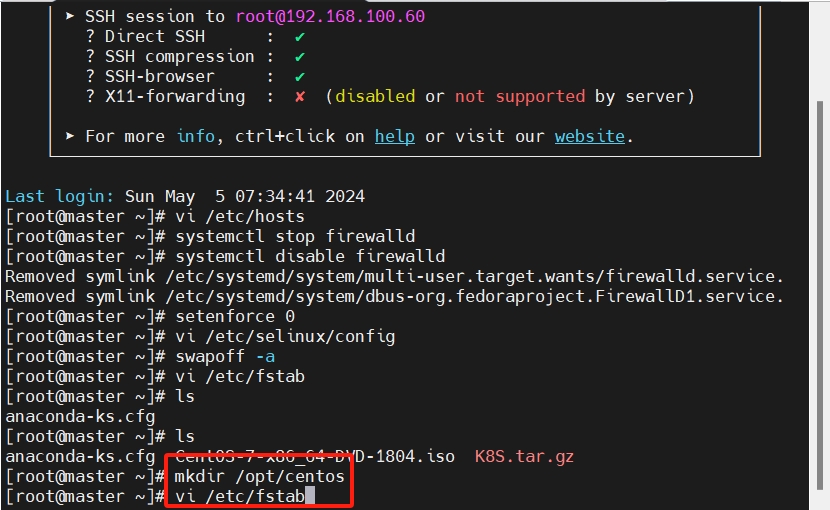 ➤ SSH session to root@192.168.100.60
? Direct SSH : ✔
? SSH compression : ✔
? SSH-browser : ✔
? X11-forwarding : ✘ (disabled or not supported by server)
➤ For more info, ctrl+click on help or visit our website.
Last login: Sun May 5 07:34:41 2024
[root@master ~]# vi /etc/hosts
[root@master ~]# systemctl stop firewalld
[root@master ~]# systemctl disable firewalld
Removed symlink /etc/systemd/system/multi-user.target.wants/firewalld.service.
Removed symlink /etc/systemd/system/dbus-org.fedoraproject.FirewallD1.service.
[root@master ~]# setenforce 0
[root@master ~]# vi /etc/selinux/config
[root@master ~]# swapoff -a
[root@master ~]# vi /etc/fstab
[root@master ~]# ls
anaconda-ks.cfg
[root@master ~]# ls
anaconda-ks.cfg CentOS-7-x86_64-DVD-1804.iso K8S.tar.gz
[root@master ~]# mkdir /opt/centos
[root@master ~]# vi /etc/fstab